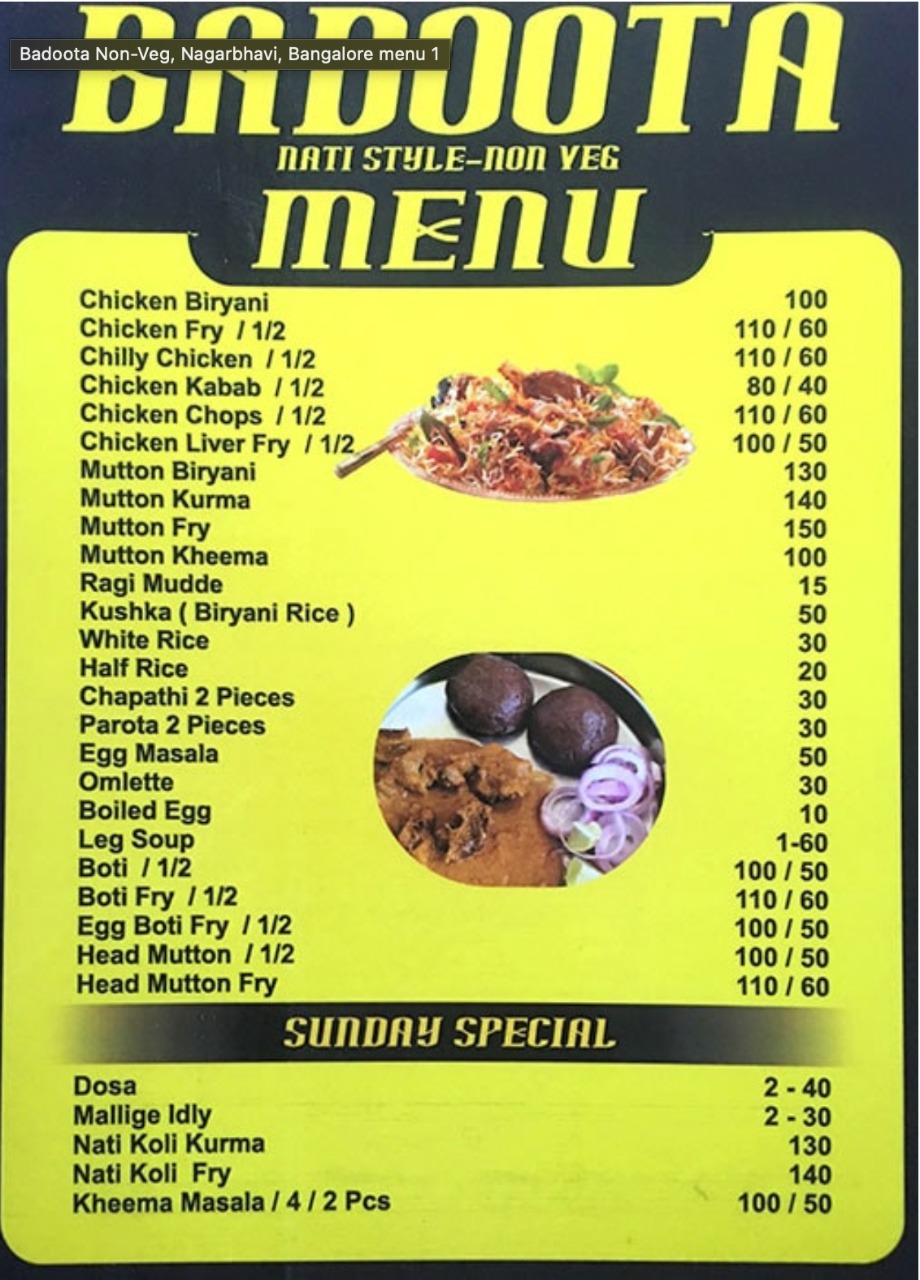 BADOOTA
Badoota Non-Veg, Nagarbhavi, Bangalore menu 1
NATI STYLE-NON VEG
MENU
Chicken Biryani 100
Chicken Fry / 1/2 110 / 60
Chilly Chicken / 1/2 110 / 60
Chicken Kabab / 1/2 80 / 40
Chicken Chops / 1/2 110 / 60
Chicken Liver Fry / 1/2 100 / 50
Mutton Biryani 130
Mutton Kurma 140
Mutton Fry 150
Mutton Kheema 100
Ragi Mudde 15
Kushka ( Biryani Rice ) 50
White Rice 30
Half Rice 20
Chapathi 2 Pieces 30
Parota 2 Pieces 30
Egg Masala 50
Omlette 30
Boiled Egg 10
Leg Soup 1-60
Boti / 1/2 100 / 50
Boti Fry / 1/2 110 / 60
Egg Boti Fry / 1/2 100 / 50
Head Mutton / 1/2 100 / 50
Head Mutton Fry 110 / 60
SUNDAY SPECIAL
Dosa 2 - 40
Mallige Idly 2 - 30
Nati Koli Kurma 130
Nati Koli Fry 140
Kheema Masala / 4 / 2 Pcs 100 / 50